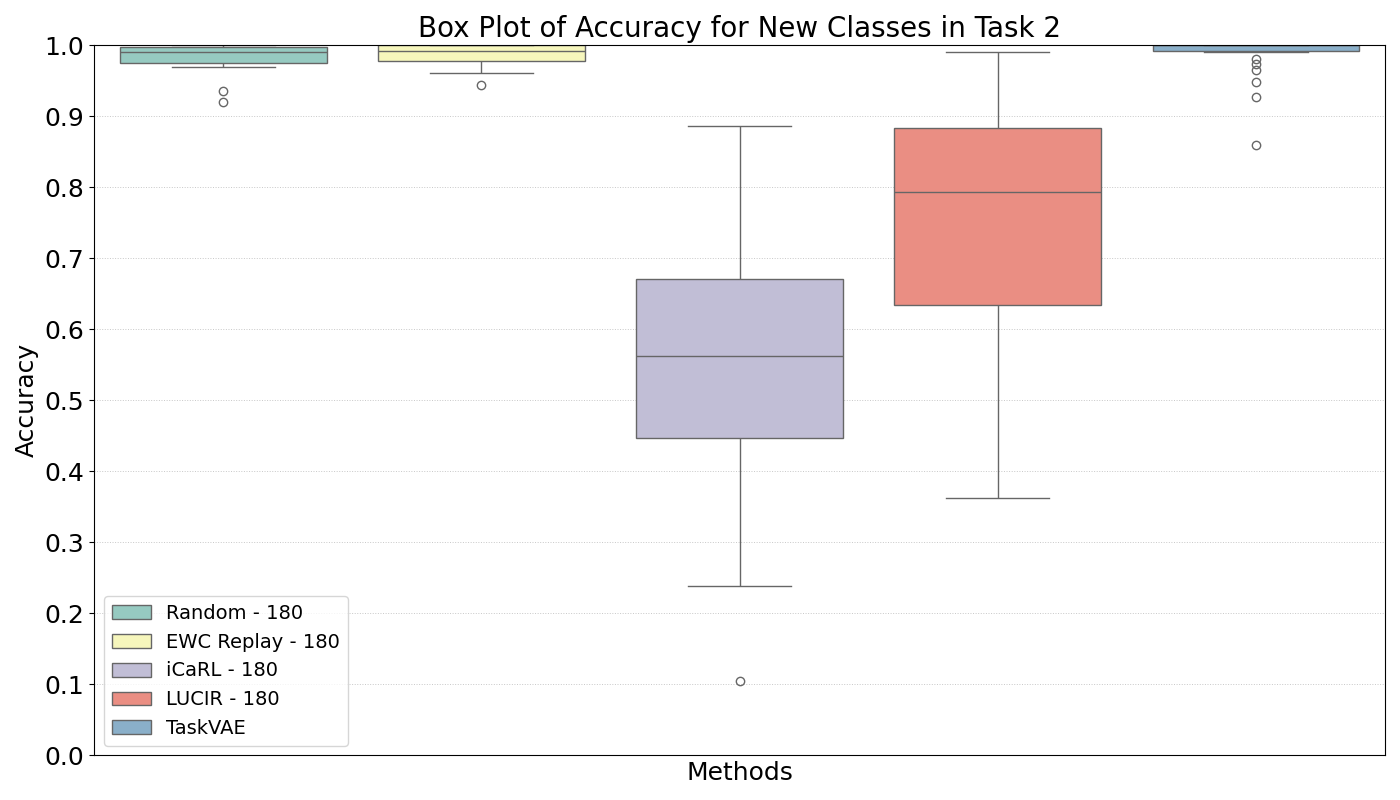 Box Plot of Accuracy for New Classes in Task 2
1.0
0.9
0.8
0.7
0.6
0.5
0.4
0.3
0.2
0.1
0.0
Accuracy
Random - 180
EWC Replay - 180
iCaRL - 180
LUCIR - 180
TaskVAE
Methods